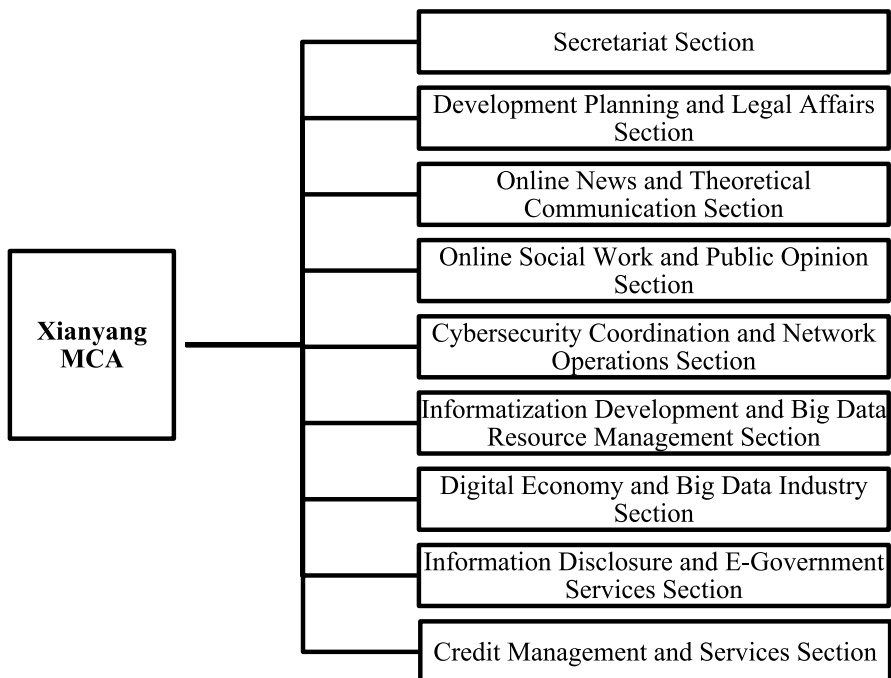 Secretariat Section
Development Planning and Legal Affairs
Section
Online News and Theoretical
Communication Section
Online Social Work and Public Opinion
Section
Xianyang
MCA
Cybersecurity Coordination and Network
Operations Section
Informatization Development and Big Data
Resource Management Section
Digital Economy and Big Data Industry
Section
Information Disclosure and E-Government
Services Section
Credit Management and Services Section